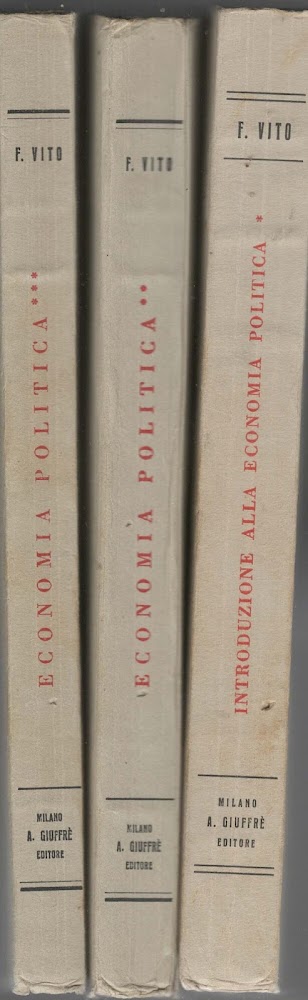 F. VITO
ECONOMIA POLITICA ***
MILANO
A. GIUFFRÈ
EDITORE
F. VITO
ECONOMIA POLITICA **
MILANO
A. GIUFFRÈ
EDITORE
F. VITO
INTRODUZIONE ALLA ECONOMIA POLITICA *
MILANO
A. GIUFFRÈ
EDITORE